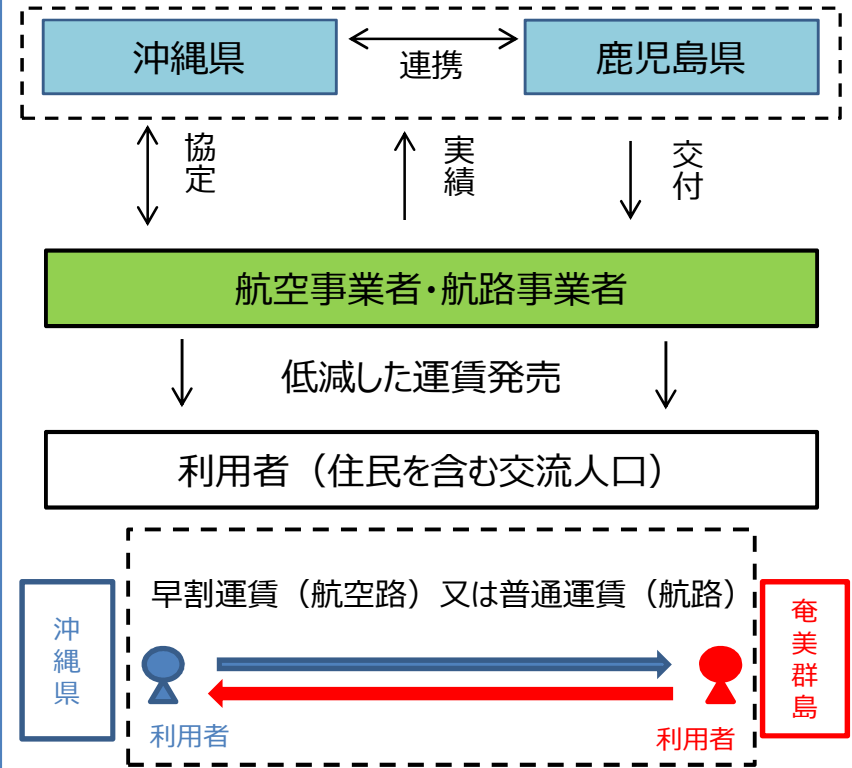 沖縄県
連携
鹿児島県
協定
実績
交付
航空事業者・航路事業者
低減した運賃発売
利用者（住民を含む交流人口）
早割運賃（航空路）又は普通運賃（航路）
沖縄県
奄美群島
利用者
利用者